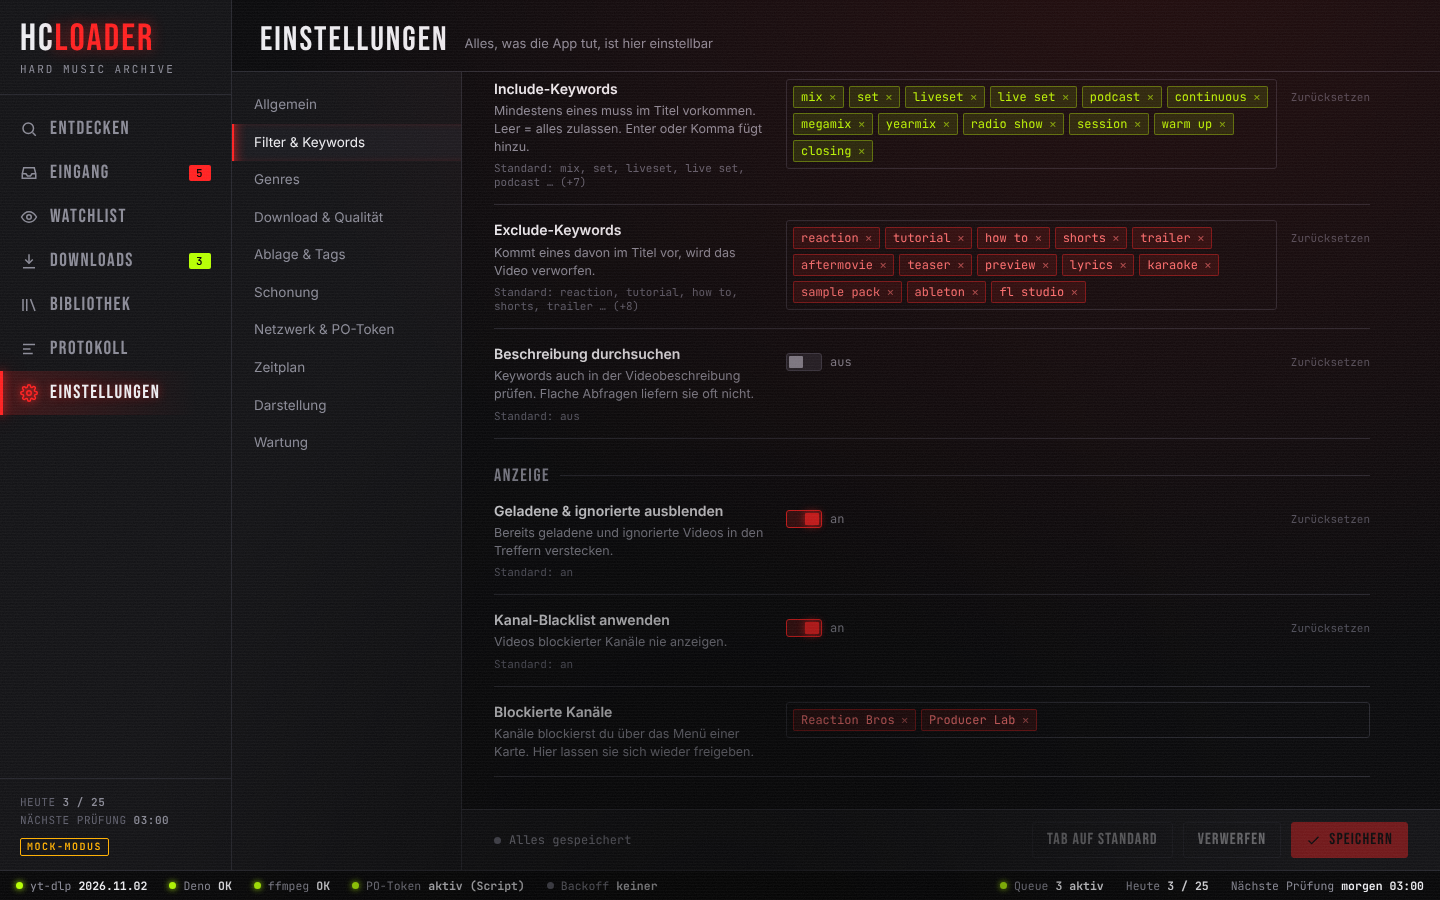 HCLOADER
HARD MUSIC ARCHIVE
ENTDECKEN
EINGANG 5
WATCHLIST
DOWNLOADS 3
BIBLIOTHEK
PROTOKOLL
EINSTELLUNGEN
HEUTE 3 / 25
NÄCHSTE PRÜFUNG 03:00
MOCK-MODUS
EINSTELLUNGEN Alles, was die App tut, ist hier einstellbar
Allgemein
Filter & Keywords
Genres
Download & Qualität
Ablage & Tags
Schonung
Netzwerk & PO-Token
Zeitplan
Darstellung
Wartung
Include-Keywords
Mindestens eines muss im Titel vorkommen.
Leer = alles zulassen. Enter oder Komma fügt
hinzu.
Standard: mix, set, liveset, live set,
podcast … (+7)
mix × set × liveset × live set × podcast × continuous ×
megamix × yearmix × radio show × session × warm up ×
closing ×
Zurücksetzen
Exclude-Keywords
Kommt eines davon im Titel vor, wird das
Video verworfen.
Standard: reaction, tutorial, how to,
shorts, trailer … (+8)
reaction × tutorial × how to × shorts × trailer ×
aftermovie × teaser × preview × lyrics × karaoke ×
sample pack × ableton × fl studio ×
Zurücksetzen
Beschreibung durchsuchen
Keywords auch in der Videobeschreibung
prüfen. Flache Abfragen liefern sie oft nicht.
Standard: aus
aus
Zurücksetzen
ANZEIGE
Geladene & ignorierte ausblenden
Bereits geladene und ignorierte Videos in den
Treffern verstecken.
Standard: an
an
Zurücksetzen
Kanal-Blacklist anwenden
Videos blockierter Kanäle nie anzeigen.
Standard: an
an
Zurücksetzen
Blockierte Kanäle
Kanäle blockierst du über das Menü einer
Karte. Hier lassen sie sich wieder freigeben.
Reaction Bros × Producer Lab ×
Alles gespeichert
TAB AUF STANDARD
VERWERFEN
SPEICHERN
yt-dlp 2026.11.02 Deno OK ffmpeg OK PO-Token aktiv (Script) Backoff keiner Queue 3 aktiv Heute 3 / 25 Nächste Prüfung morgen 03:00